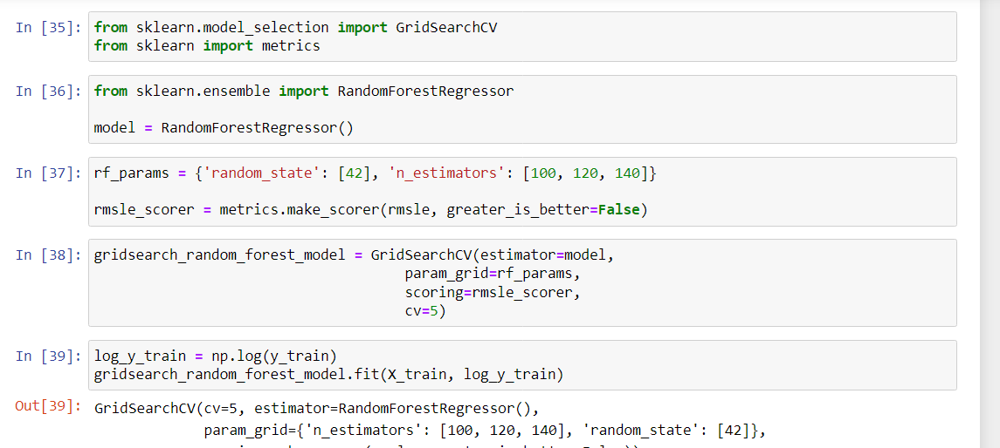 In [35]: from sklearn.model_selection import GridSearchCV
from sklearn import metrics
In [36]: from sklearn.ensemble import RandomForestRegressor
model = RandomForestRegressor()
In [37]: rf_params = {'random_state': [42], 'n_estimators': [100, 120, 140]}
rmsle_scorer = metrics.make_scorer(rmsle, greater_is_better=False)
In [38]: gridsearch_random_forest_model = GridSearchCV(estimator=model,
param_grid=rf_params,
scoring=rmsle_scorer,
cv=5)
In [39]: log_y_train = np.log(y_train)
gridsearch_random_forest_model.fit(X_train, log_y_train)
Out[39]: GridSearchCV(cv=5, estimator=RandomForestRegressor(),
param_grid={'n_estimators': [100, 120, 140], 'random_state': [42]},